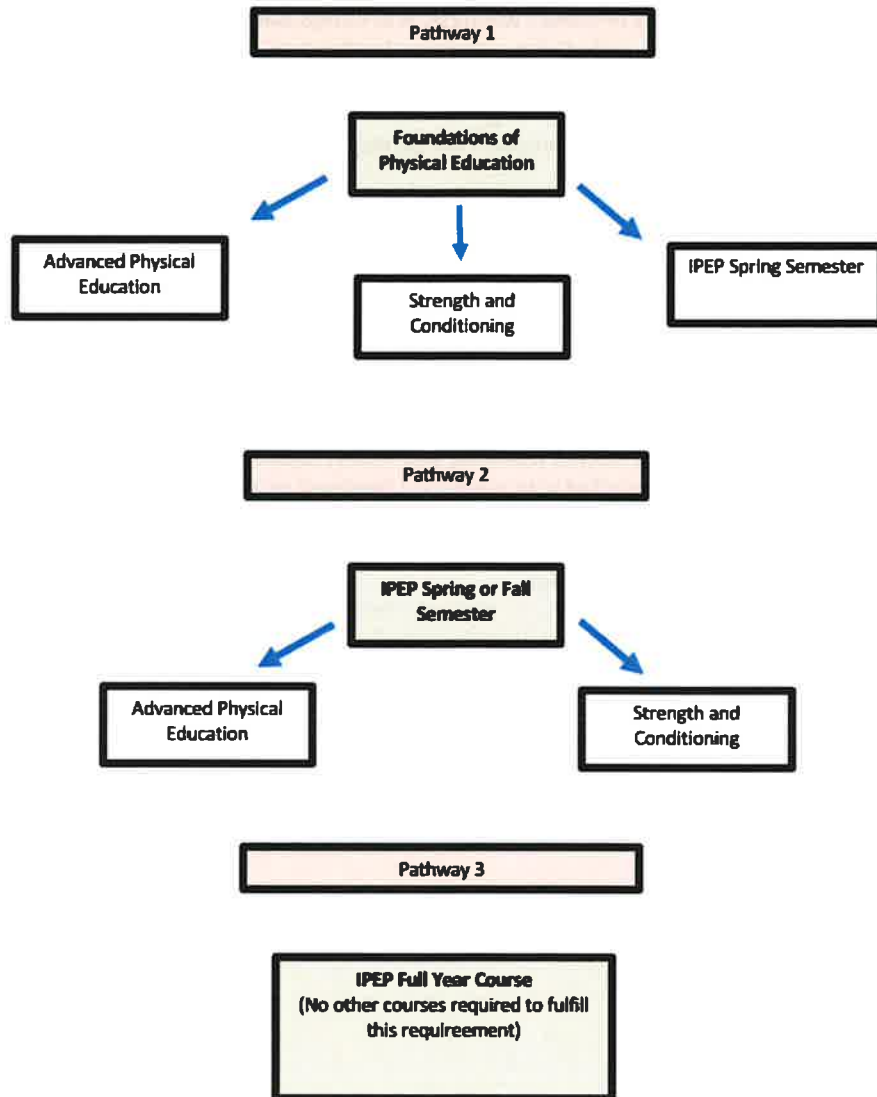 Pathway 1
Foundations of
Physical Education
Advanced Physical
Education
Strength and
Conditioning
IPEP Spring Semester
Pathway 2
IPEP Spring or Fall
Semester
Advanced Physical
Education
Strength and
Conditioning
Pathway 3
IPEP Full Year Course
(No other courses required to fulfill
this requireement)